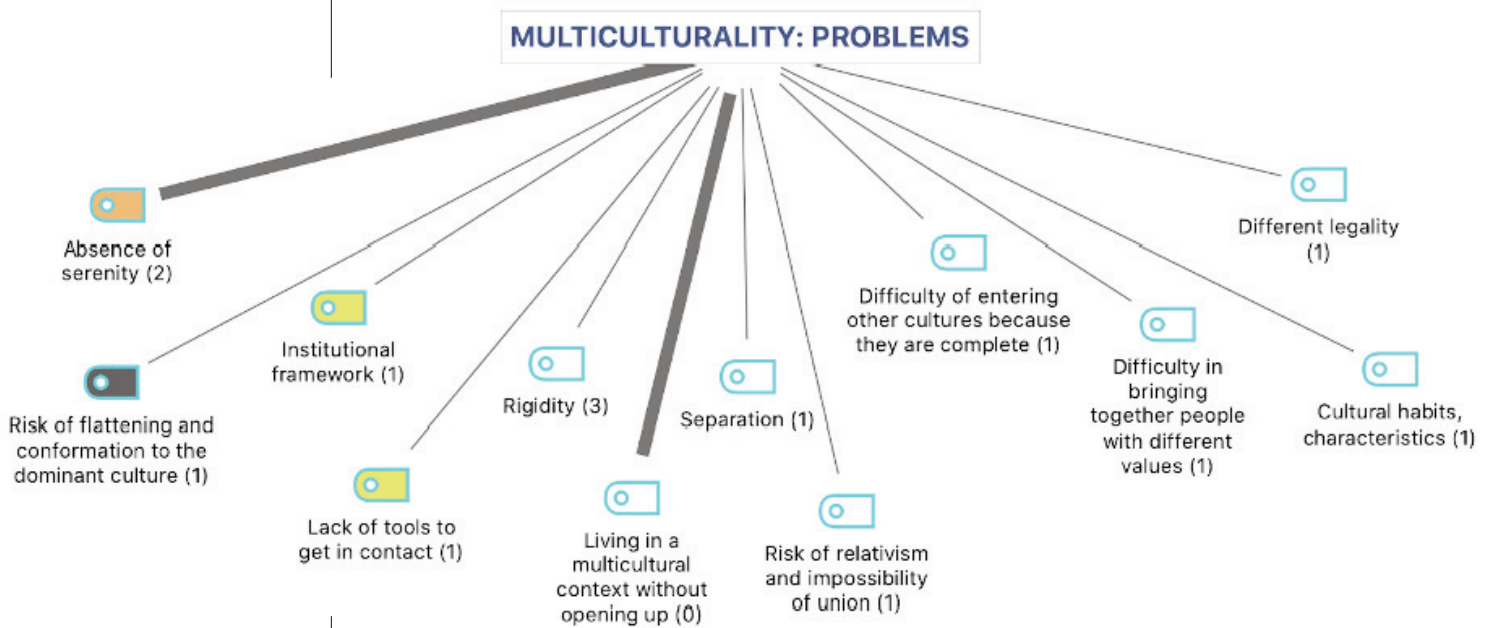 MULTICULTURALITY: PROBLEMS
Absence of
serenity (2)
Risk of flattening and
conformation to the
dominant culture (1)
Institutional
framework (1)
Lack of tools to
get in contact (1)
Rigidity (3)
Living in a
multicultural
context without
opening up (0)
Separation (1)
Risk of relativism
and impossibility
of union (1)
Difficulty of entering
other cultures because
they are complete (1)
Difficulty in
bringing
together people
with different
values (1)
Different legality
(1)
Cultural habits,
characteristics (1)